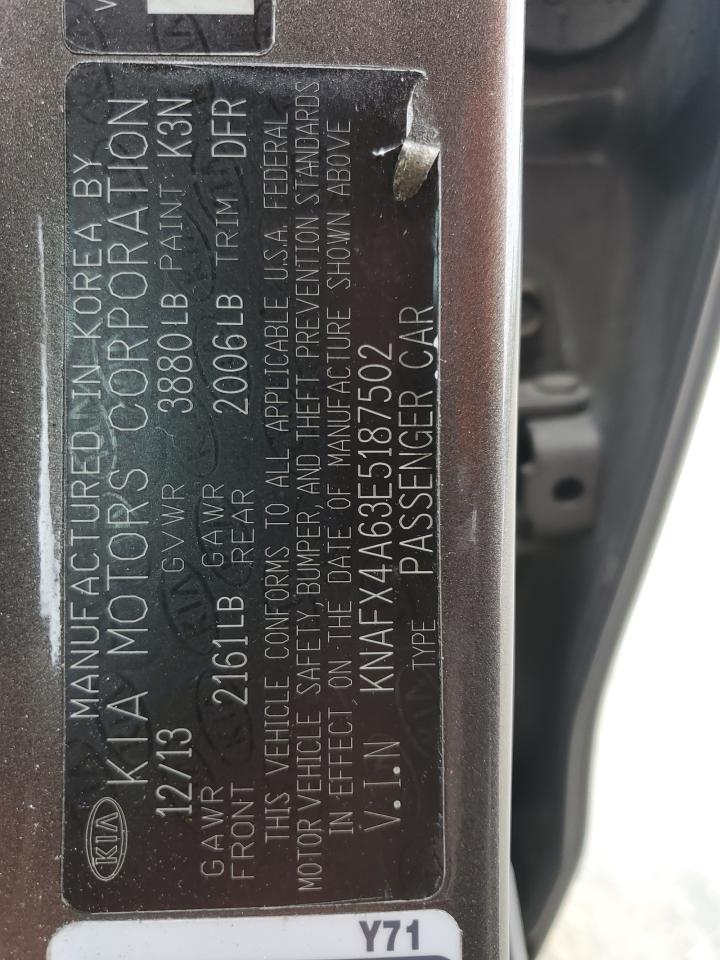 KIA
MANUFACTURED IN KOREA BY
KIA MOTORS CORPORATION
12/13 GVWR 3880LB PAINT K3N
GAWR FRONT 2161LB GAWR REAR 2006LB TRIM DFR
THIS VEHICLE CONFORMS TO ALL APPLICABLE U.S.A. FEDERAL
MOTOR VEHICLE SAFETY, BUMPER, AND THEFT PREVENTION STANDARDS
IN EFFECT ON THE DATE OF MANUFACTURE SHOWN ABOVE
V.I.N KNAFX4A63E5187502
TYPE PASSENGER CAR
Y71